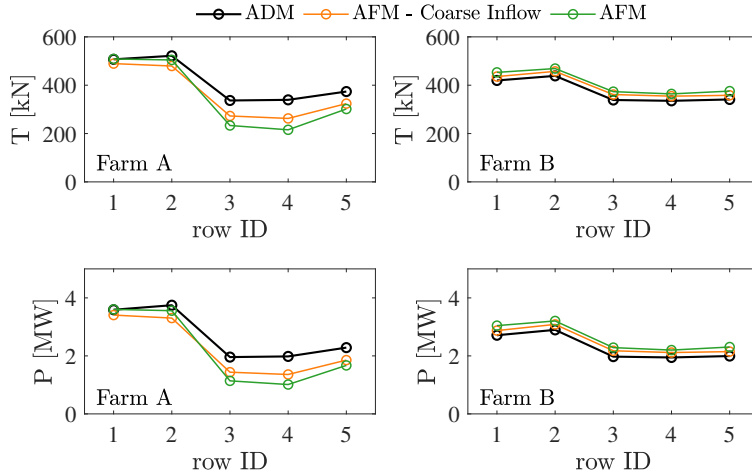 ADM AFM - Coarse Inflow AFM
600
400
200
0
T [kN]
Farm A
1 2 3 4 5
row ID
600
400
200
0
T [kN]
Farm B
1 2 3 4 5
row ID
4
2
0
P [MW]
Farm A
1 2 3 4 5
row ID
4
2
0
P [MW]
Farm B
1 2 3 4 5
row ID